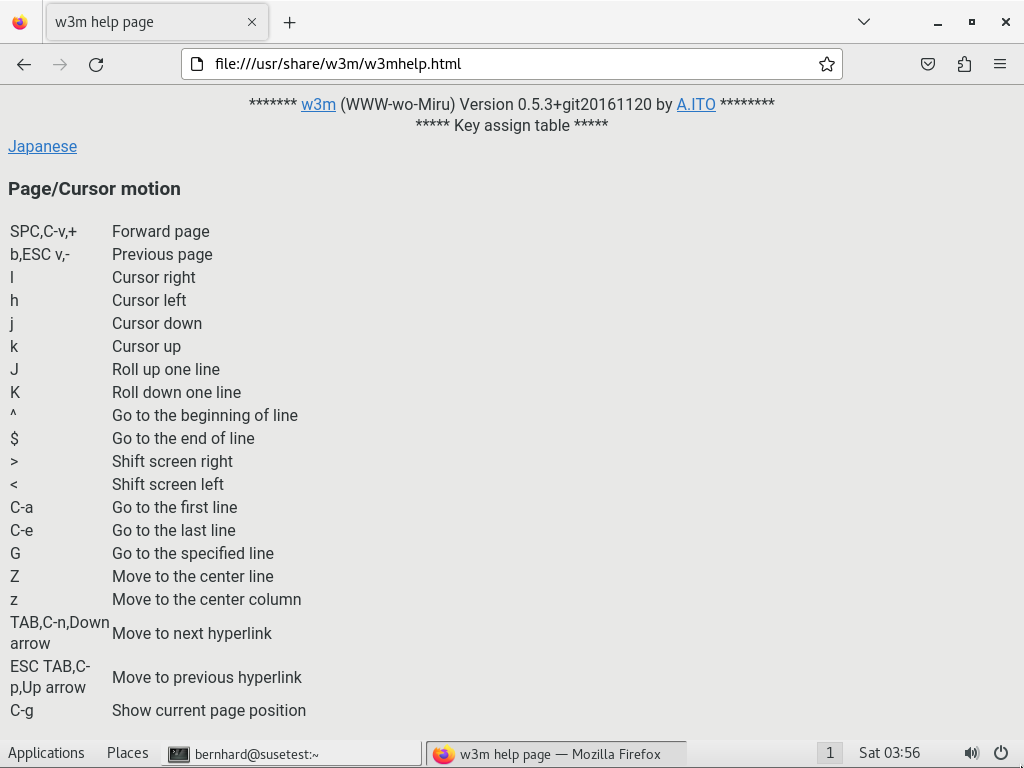 w3m help page
file:///usr/share/w3m/w3mhelp.html
******* w3m (WWW-wo-Miru) Version 0.5.3+git20161120 by A.ITO ********
***** Key assign table *****
Japanese
Page/Cursor motion
SPC,C-v,+ Forward page
b,ESC v,- Previous page
l Cursor right
h Cursor left
j Cursor down
k Cursor up
J Roll up one line
K Roll down one line
^ Go to the beginning of line
$ Go to the end of line
> Shift screen right
< Shift screen left
C-a Go to the first line
C-e Go to the last line
G Go to the specified line
Z Move to the center line
z Move to the center column
TAB,C-n,Down
arrow Move to next hyperlink
ESC TAB,C-
p,Up arrow Move to previous hyperlink
C-g Show current page position
Applications Places bernhard@susetest:~ w3m help page — Mozilla Firefox 1 Sat 03:56